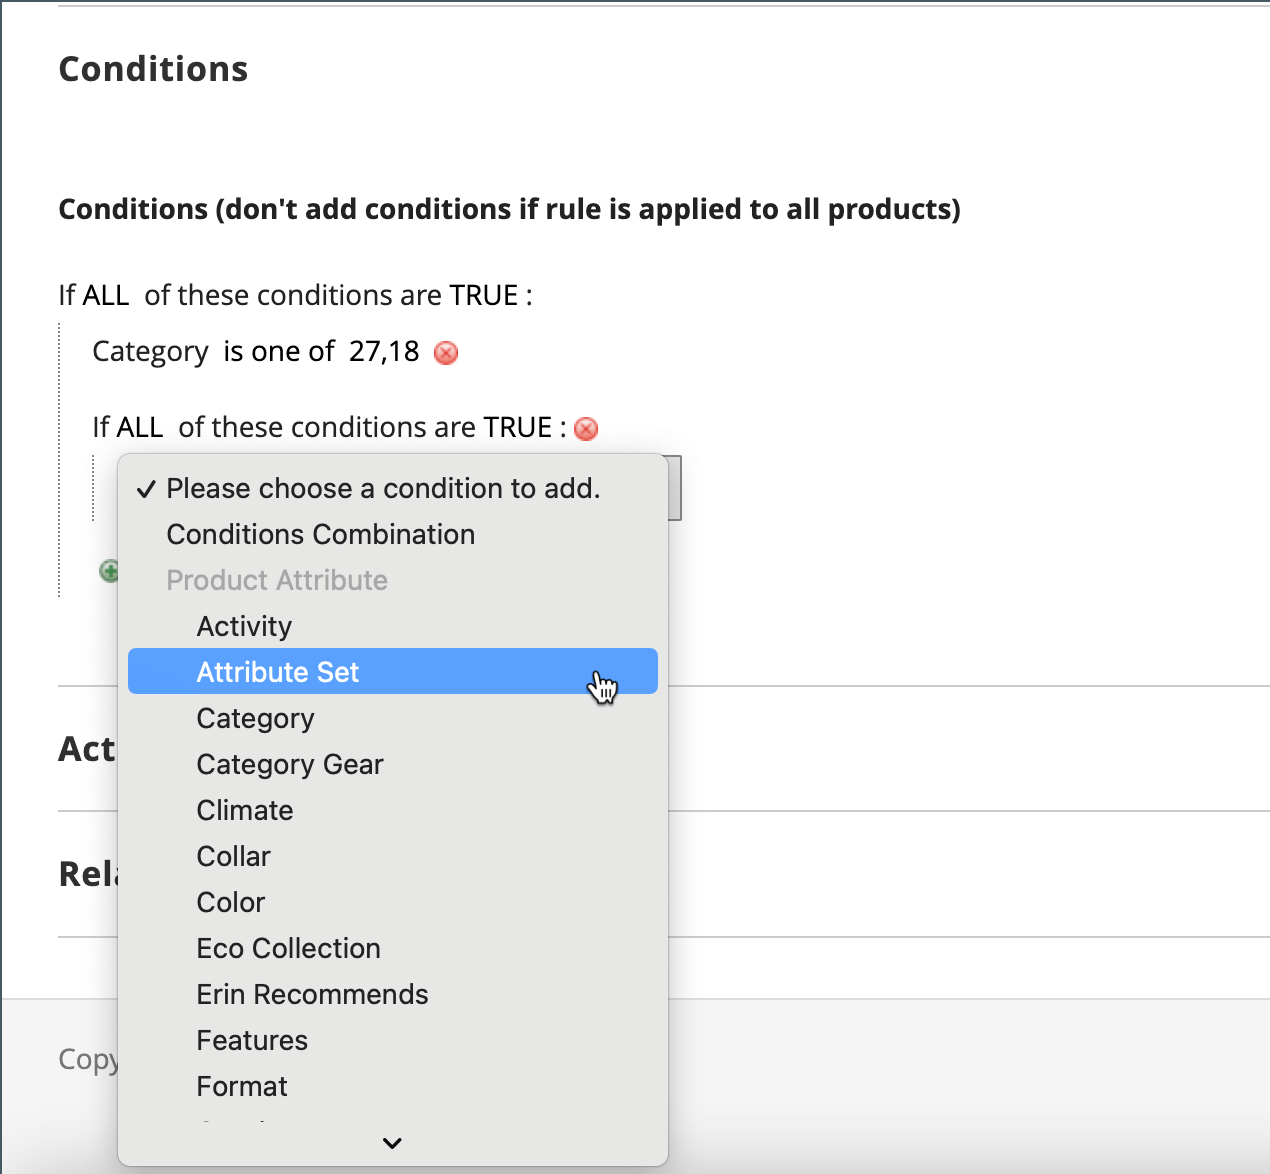 Conditions
Conditions (don't add conditions if rule is applied to all products)
If ALL of these conditions are TRUE :
Category is one of 27,18
If ALL of these conditions are TRUE :
✓ Please choose a condition to add.
Conditions Combination
Product Attribute
Activity
Attribute Set
Category
Act
Category Gear
Climate
Collar
Rela
Color
Eco Collection
Erin Recommends
Features
Copy
Format